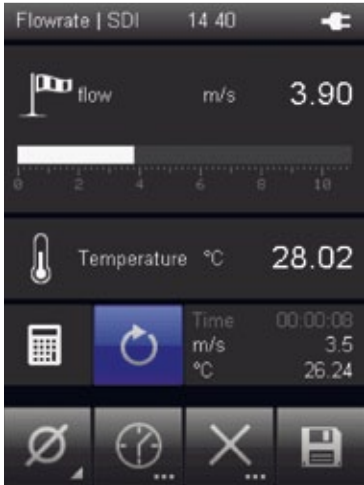 Flowrate | SDI 14 40
flow m/s 3.90
0 2 4 6 8 10
Temperature °C 28.02
Time 00:00:08
m/s 3.5
°C 26.24